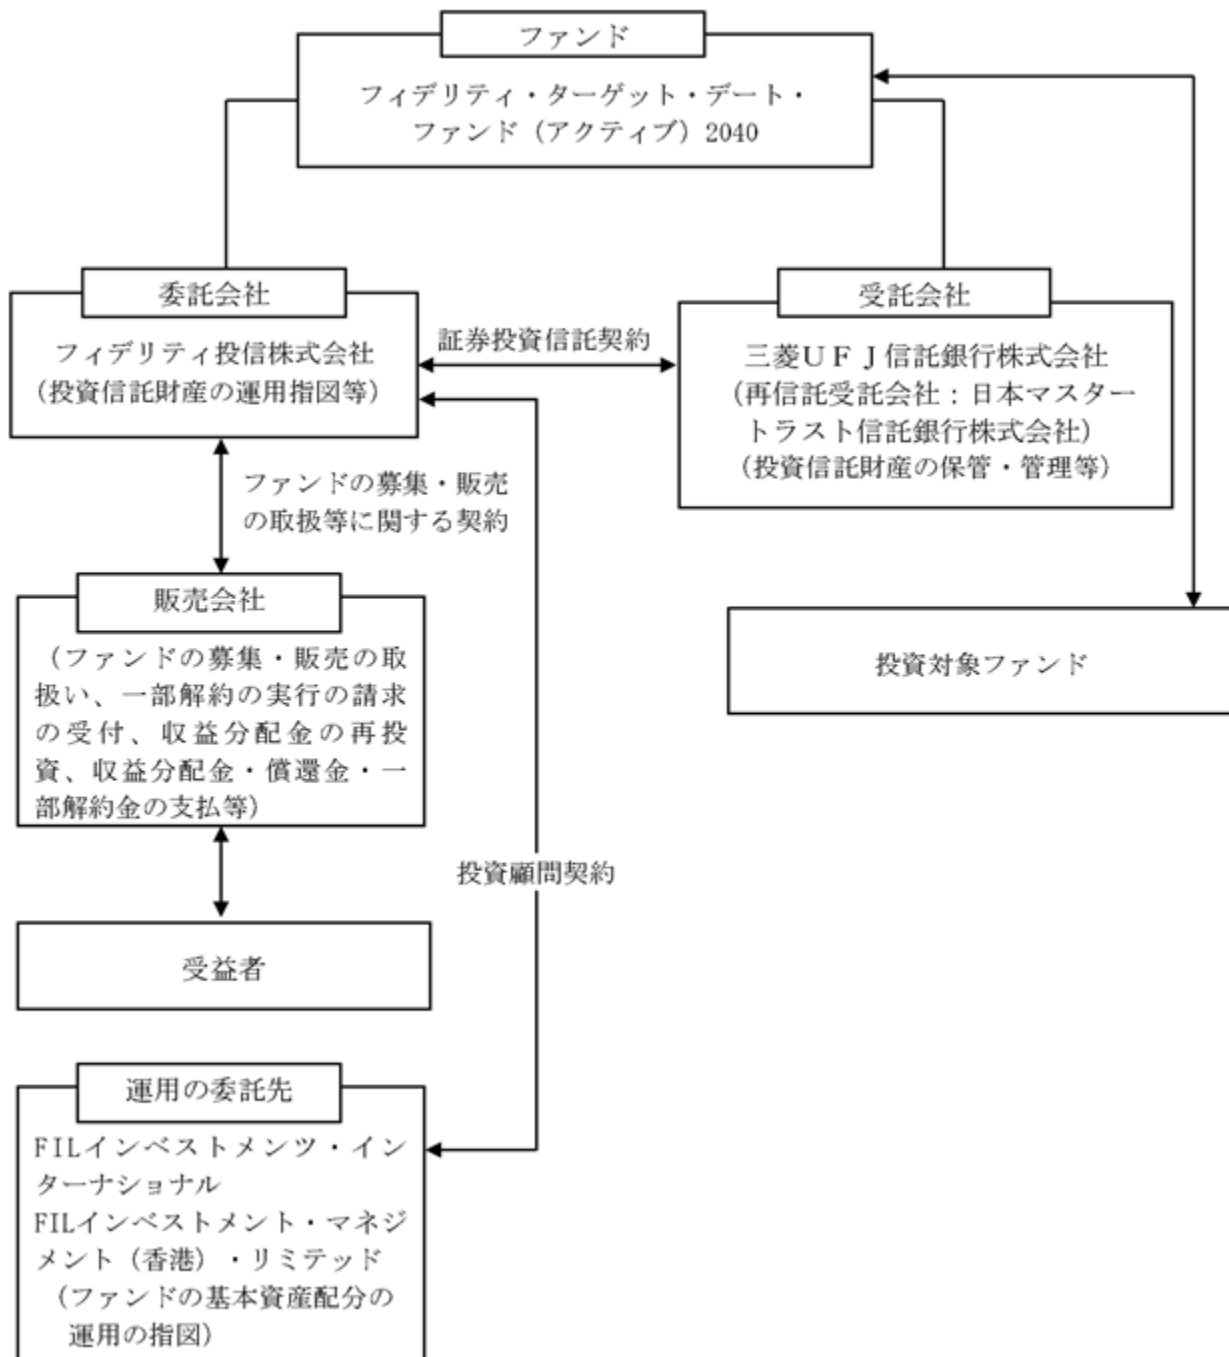 ファンド
フィデリティ・ターゲット・デート・
ファンド（アクティブ）2040
委託会社
フィデリティ投信株式会社
（投資信託財産の運用指図等）
証券投資信託契約
受託会社
三菱ＵＦＪ信託銀行株式会社
（再信託受託会社：日本マスター
トラスト信託銀行株式会社）
（投資信託財産の保管・管理等）
ファンドの募集・販売
の取扱等に関する契約
販売会社
（ファンドの募集・販売の取
扱い、一部解約の実行の請求
の受付、収益分配金の再投
資、収益分配金・償還金・一
部解約金の支払等）
投資対象ファンド
投資顧問契約
受益者
運用の委託先
FILインベストメンツ・イン
ターナショナル
FILインベストメント・マネジ
メント（香港）・リミテッド
（ファンドの基本資産配分の
運用の指図）